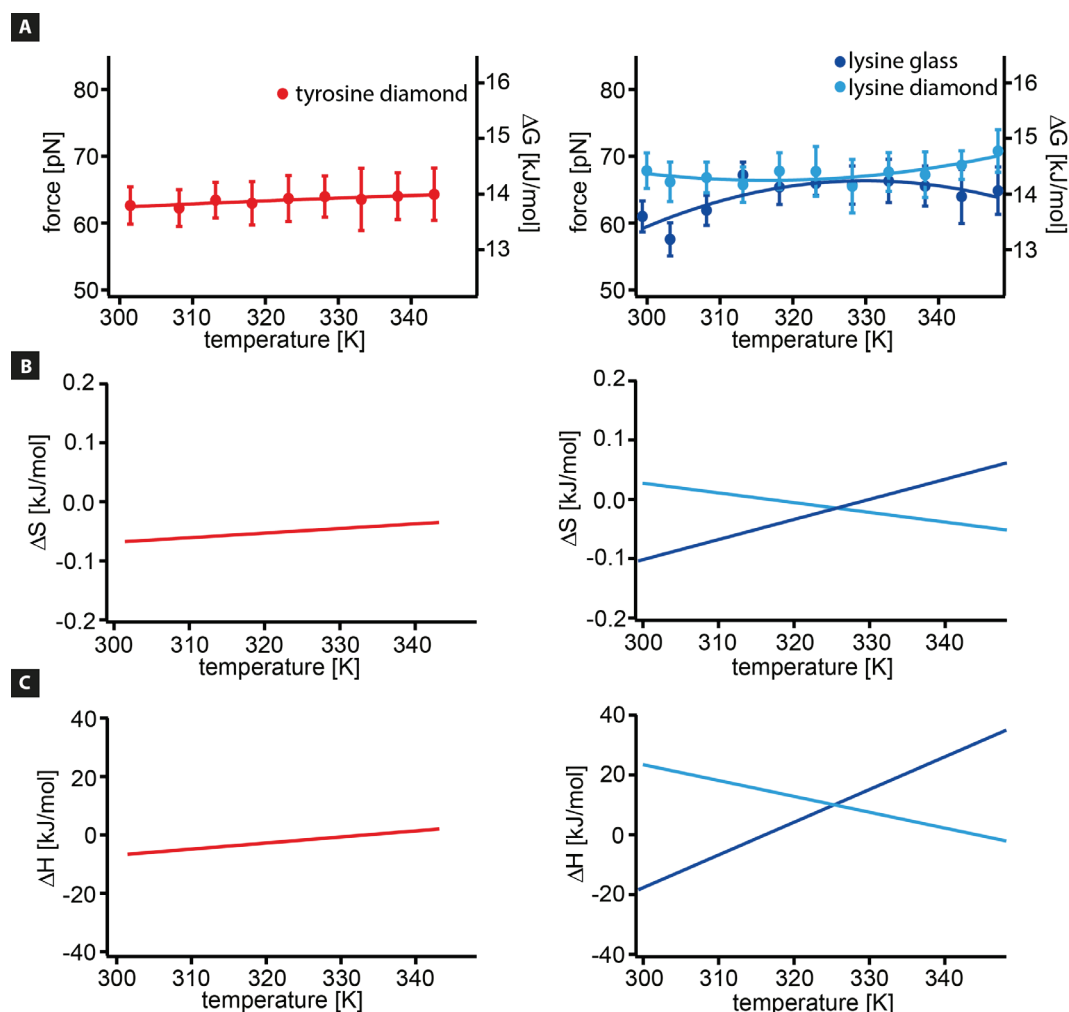 A
80
70
60
50
force [pN]
tyrosine diamond
16
15
14
13
ΔG [kJ/mol]
300 310 320 330 340
temperature [K]
80
70
60
50
force [pN]
lysine glass
lysine diamond
16
15
14
13
ΔG [kJ/mol]
300 310 320 330 340
temperature [K]
B
0.2
0.1
0.0
-0.1
-0.2
ΔS [kJ/mol]
300 310 320 330 340
temperature [K]
0.2
0.1
0.0
-0.1
-0.2
ΔS [kJ/mol]
300 310 320 330 340
temperature [K]
C
40
20
0
-20
-40
ΔH [kJ/mol]
300 310 320 330 340
temperature [K]
40
20
0
-20
-40
ΔH [kJ/mol]
300 310 320 330 340
temperature [K]